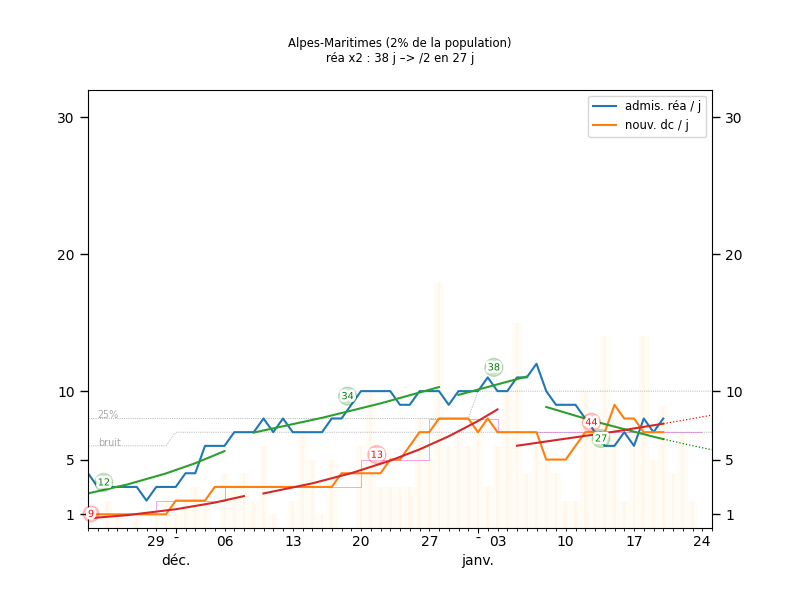 Alpes-Maritimes (2% de la population)
réa x2 : 38 j –> /2 en 27 j
admis. réa / j
nouv. dc / j
30
30
20
20
38
34
10
10
25%
44
27
bruit
13
5
5
12
9
1
1
29 - 06 13 20 27 - 03 10 17 24
déc. janv.